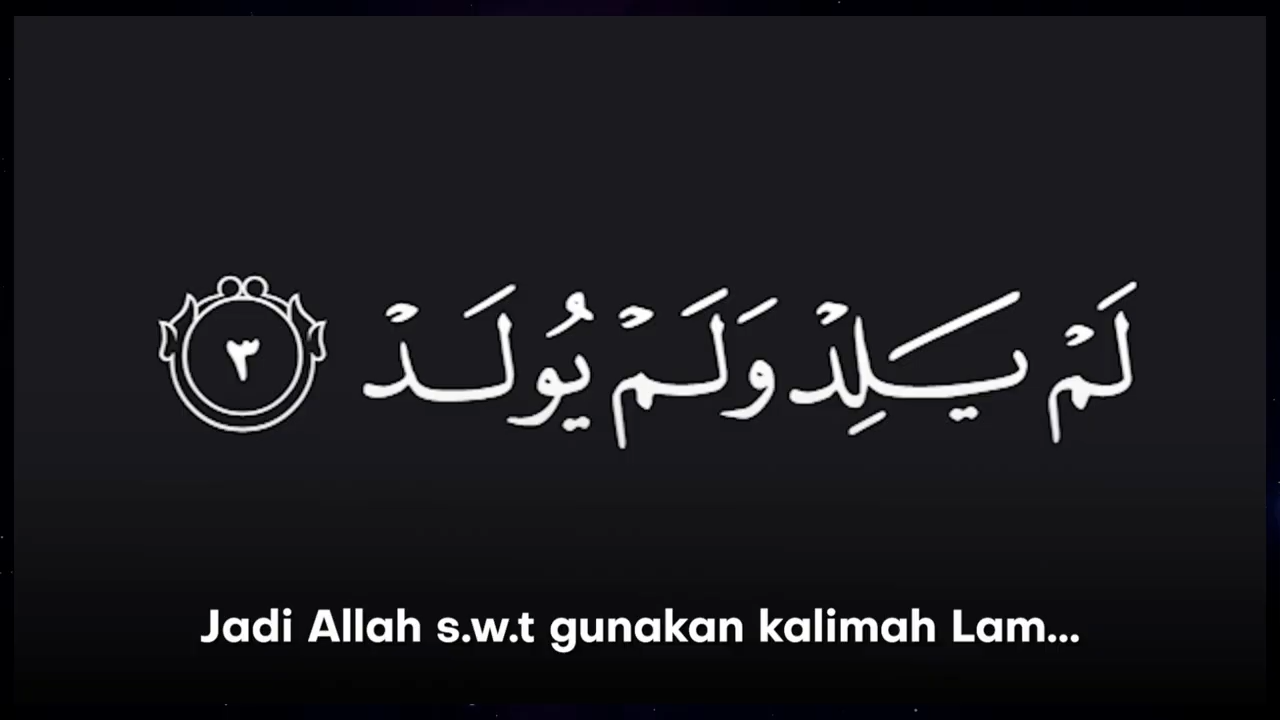 لَمۡ يَلِدۡ وَلَمۡ يُولَدۡ ٣
Jadi Allah s.w.t gunakan kalimah Lam...